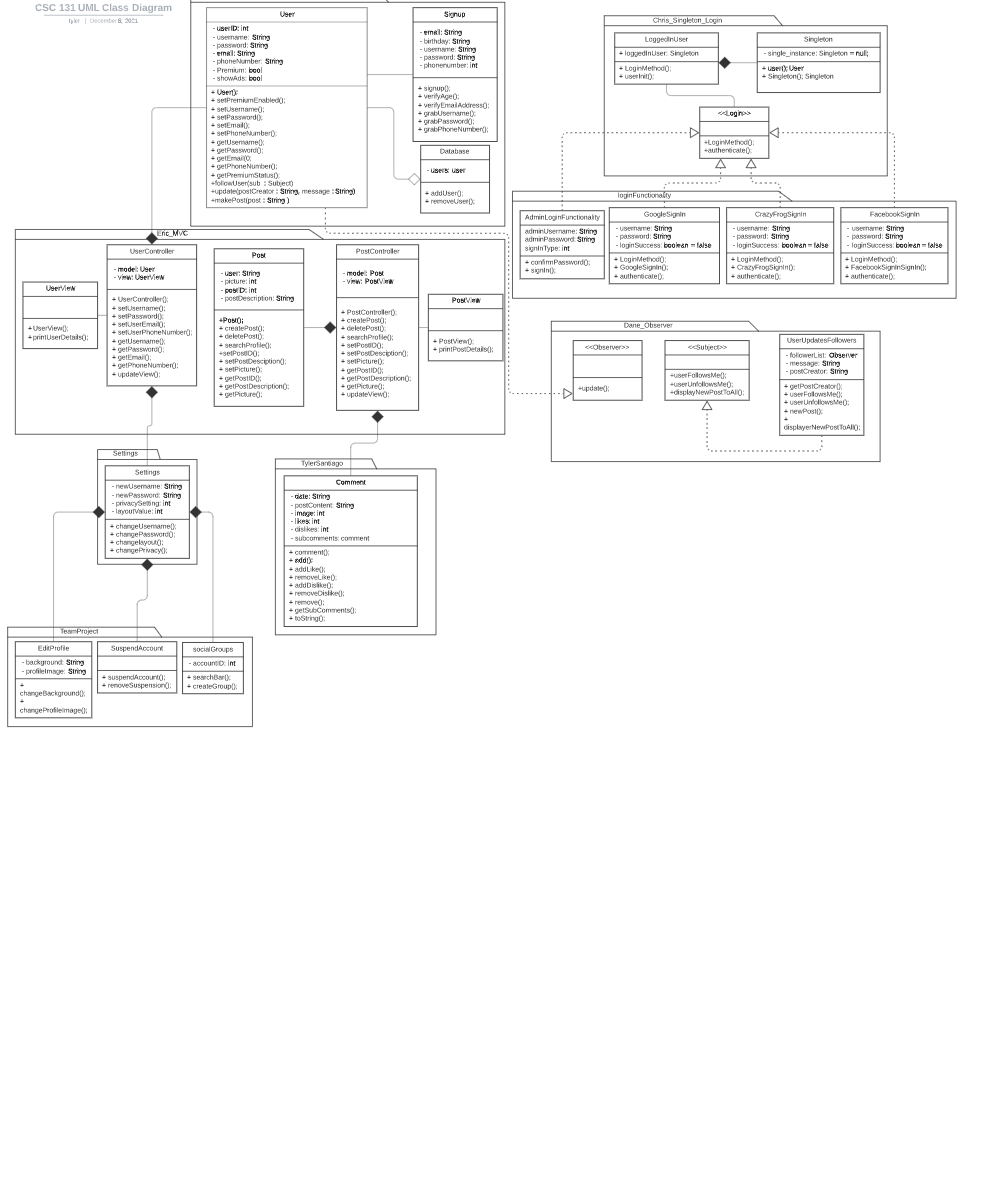 CSC 131 UML Class Diagram
tyler | December 6, 2021
User
- userID: int
- username: String
- password: String
- email: String
- phoneNumber: String
- Premium: bool
- showAds: bool
+ User():
+ setPremiumEnabled();
+ setUsername();
+ setPassword();
+ setEmail();
+ setPhoneNumber();
+ getUsername();
+ getPassword();
+ getEmail(0;
+ getPhoneNumber();
+ getPremiumStatus();
+followUser(sub : Subject)
+update(postCreator : String, message : String)
+makePost(post : String )
Signup
- email: String
- birthday: String
- username: String
- password: String
- phonenumber: int
+ signup();
+ verifyAge();
+ verifyEmailAddress();
+ grabUsername();
+ grabPassword();
+ grabPhoneNumber();
Database
- users: user
+ addUser();
+ removeUser();
Chris_Singleton_Login
LoggedInUser
+ loggedInUser: Singleton
+ LoginMethod();
+ userInit();
Singleton
- single_instance: Singleton = null;
+ user(); User
+ Singleton(); Singleton
<<Login>>
+LoginMethod();
+authenticate();
loginFunctionality
AdminLoginFunctionality
adminUsername: String
adminPassword: String
signInType: int
+ confirmPassword();
+ signIn();
GoogleSignIn
- username: String
- password: String
- loginSuccess: boolean = false
+ LoginMethod();
+ GoogleSignIn();
+ authenticate();
CrazyFrogSignIn
- username: String
- password: String
- loginSuccess: boolean = false
+ LoginMethod();
+ CrazyFrogSignIn();
+ authenticate();
FacebookSignIn
- username: String
- password: String
- loginSuccess: boolean = false
+ LoginMethod();
+ FacebookSignInSignIn();
+ authenticate();
Eric_MVC
UserView
+UserView();
+printUserDetails();
UserController
- model: User
- view: UserView
+ UserController();
+ setUsername();
+ setPassword();
+ setUserEmail();
+ setUserPhoneNumber();
+ getUsername();
+ getPassword();
+ getEmail();
+ getPhoneNumber();
+ updateView();
Post
- user: String
- picture: int
- postID: int
- postDescription: String
+Post();
+ createPost();
+ deletePost();
+ searchProfile();
+setPostID();
+ setPostDesciption();
+ setPicture();
+ getPostID();
+ getPostDescription();
+ getPicture();
PostController
- model: Post
- view: PostView
+ PostController();
+ createPost();
+ deletePost();
+ searchProfile();
+ setPostID();
+ setPostDesciption();
+ setPicture();
+ getPostID();
+ getPostDescription();
+ getPicture();
+ updateView();
PostView
+ PostView();
+ printPostDetails();
Dane_Observer
<<Observer>>
+update();
<<Subject>>
+userFollowsMe();
+userUnfollowsMe();
+displayNewPostToAll();
UserUpdatesFollowers
- followerList: Observer
- message: String
- postCreator: String
+ getPostCreator();
+ userFollowsMe();
+ userUnfollowsMe();
+ newPost();
+
displayerNewPostToAll();
Settings
Settings
- newUsername: String
- newPassword: String
- privacySetting: int
- layoutValue: int
+ changeUsername();
+ changePassword();
+ changelayout();
+ changePrivacy();
TylerSantiago
Comment
- date: String
- postContent: String
- image: int
- likes: int
- dislikes: int
- subcomments: comment
+ comment();
+ add():
+ addLike();
+ removeLike();
+ addDislike();
+ removeDislike();
+ remove();
+ getSubComments();
+ toString();
TeamProject
EditProfile
- background: String
- profileImage: String
+
changeBackground();
+
changeProfileImage();
SuspendAccount
+ suspendAccount();
+ removeSuspension();
socialGroups
- accountID: int
+ searchBar();
+ createGroup();